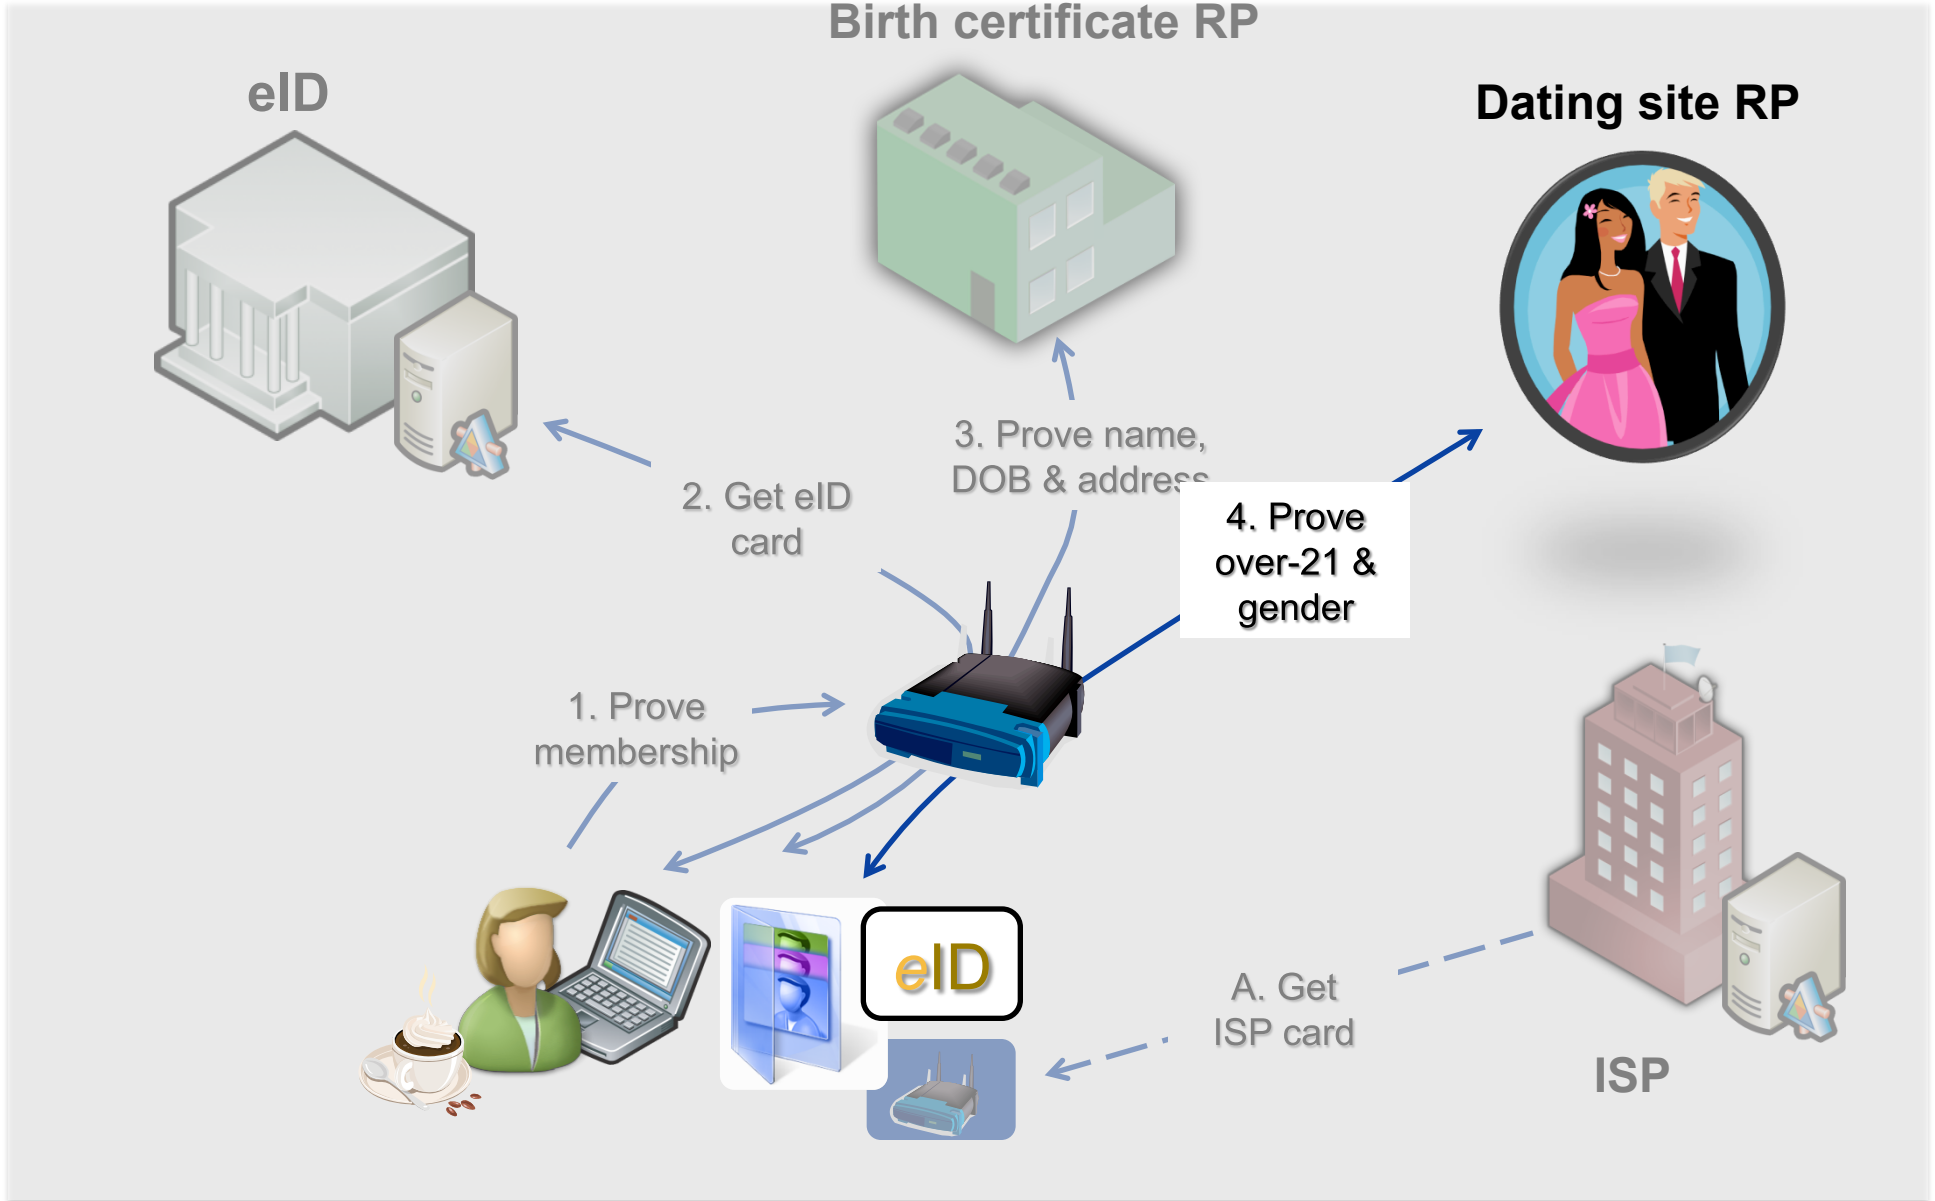 Birth certificate RP
eID
Dating site RP
3. Prove name,
DOB & address
2. Get eID
card
4. Prove
over-21 &
gender
1. Prove
membership
eID
A. Get
ISP card
ISP